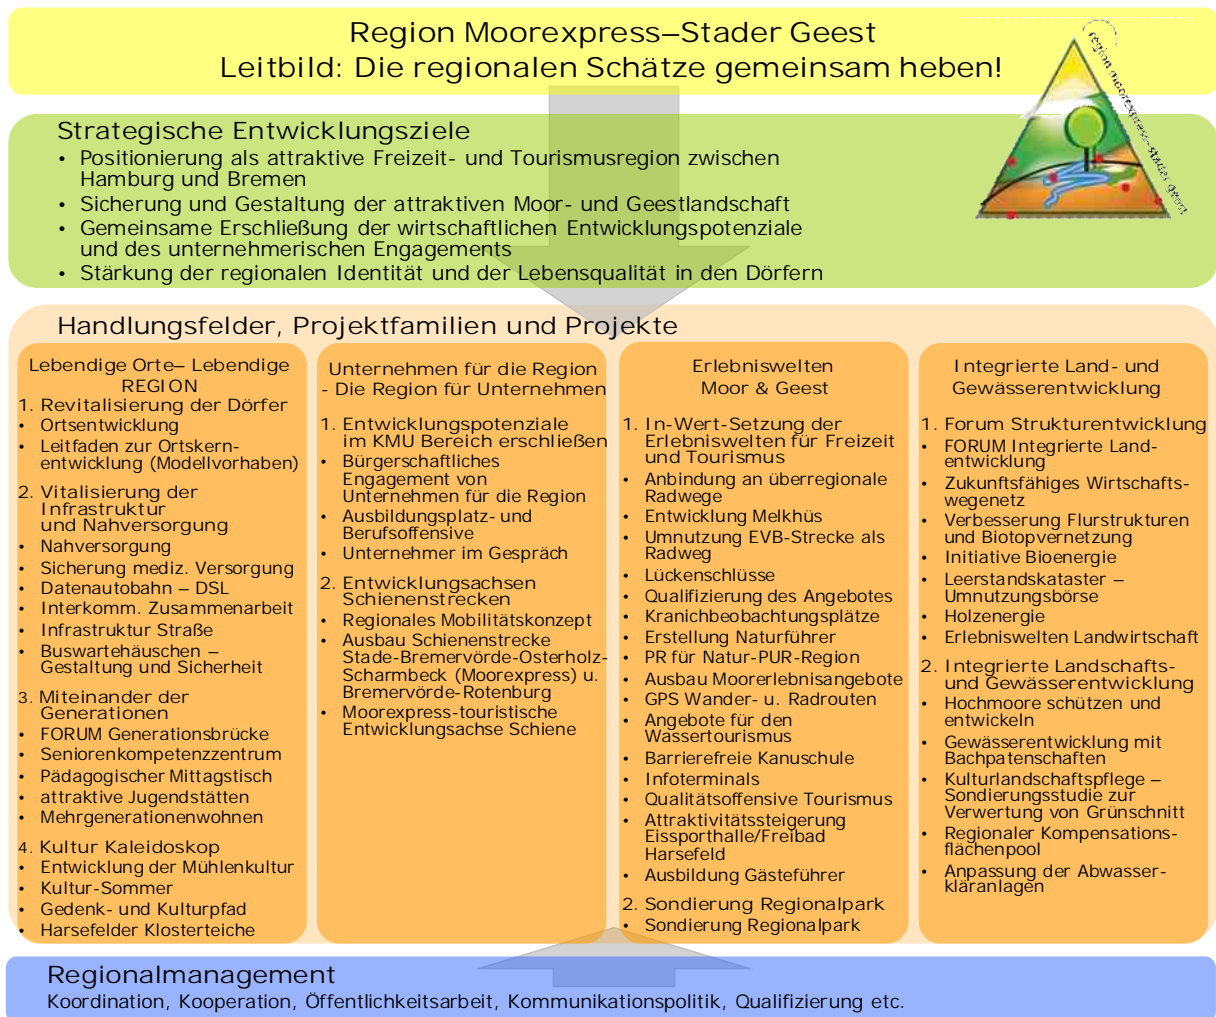 Region Moorexpress–Stader Geest
Leitbild: Die regionalen Schätze gemeinsam heben!
region moorexpress-stader geest
Strategische Entwicklungsziele
• Positionierung als attraktive Freizeit- und Tourismusregion zwischen
Hamburg und Bremen
• Sicherung und Gestaltung der attraktiven Moor- und Geestlandschaft
• Gemeinsame Erschließung der wirtschaftlichen Entwicklungspotenziale
und des unternehmerischen Engagements
• Stärkung der regionalen Identität und der Lebensqualität in den Dörfern
Handlungsfelder, Projektfamilien und Projekte
Lebendige Orte– Lebendige
REGION
1. Revitalisierung der Dörfer
• Ortsentwicklung
• Leitfaden zur Ortskern-
entwicklung (Modellvorhaben)
2. Vitalisierung der
Infrastruktur
und Nahversorgung
• Nahversorgung
• Sicherung mediz. Versorgung
• Datenautobahn – DSL
• Interkomm. Zusammenarbeit
• Infrastruktur Straße
• Buswartehäuschen –
Gestaltung und Sicherheit
3. Miteinander der
Generationen
• FORUM Generationsbrücke
• Seniorenkompetenzzentrum
• Pädagogischer Mittagstisch
• attraktive Jugendstätten
• Mehrgenerationenwohnen
4. Kultur Kaleidoskop
• Entwicklung der Mühlenkultur
• Kultur-Sommer
• Gedenk- und Kulturpfad
• Harsefelder Klosterteiche
Unternehmen für die Region
- Die Region für Unternehmen
1. Entwicklungspotenziale
im KMU Bereich erschließen
• Bürgerschaftliches
Engagement von
Unternehmen für die Region
• Ausbildungsplatz- und
Berufsoffensive
• Unternehmer im Gespräch
2. Entwicklungsachsen
Schienenstrecken
• Regionales Mobilitätskonzept
• Ausbau Schienenstrecke
Stade-Bremervörde-Osterholz-
Scharmbeck (Moorexpress) u.
Bremervörde-Rotenburg
• Moorexpress-touristische
Entwicklungsachse Schiene
Erlebniswelten
Moor & Geest
1. In-Wert-Setzung der
Erlebniswelten für Freizeit
und Tourismus
• Anbindung an überregionale
Radwege
• Entwicklung Melkhüs
• Umnutzung EVB-Strecke als
Radweg
• Lückenschlüsse
• Qualifizierung des Angebotes
• Kranichbeobachtungsplätze
• Erstellung Naturführer
• PR für Natur-PUR-Region
• Ausbau Moorerlebnisangebote
• GPS Wander- u. Radrouten
• Angebote für den
Wassertourismus
• Barrierefreie Kanuschule
• Infoterminals
• Qualitätsoffensive Tourismus
• Attraktivitätssteigerung
Eissporthalle/Freibad
Harsefeld
• Ausbildung Gästeführer
2. Sondierung Regionalpark
• Sondierung Regionalpark
Integrierte Land- und
Gewässerentwicklung
1. Forum Strukturentwicklung
• FORUM Integrierte Land-
entwicklung
• Zukunftsfähiges Wirtschafts-
wegenetz
• Verbesserung Flurstrukturen
und Biotopvernetzung
• Initiative Bioenergie
• Leerstandskataster –
Umnutzungsbörse
• Holzenergie
• Erlebniswelten Landwirtschaft
2. Integrierte Landschafts-
und Gewässerentwicklung
• Hochmoore schützen und
entwickeln
• Gewässerentwicklung mit
Bachpatenschaften
• Kulturlandschaftspflege –
Sondierungsstudie zur
Verwertung von Grünschnitt
• Regionaler Kompensations-
flächenpool
• Anpassung der Abwasser-
kläranlagen
Regionalmanagement
Koordination, Kooperation, Öffentlichkeitsarbeit, Kommunikationspolitik, Qualifizierung etc.